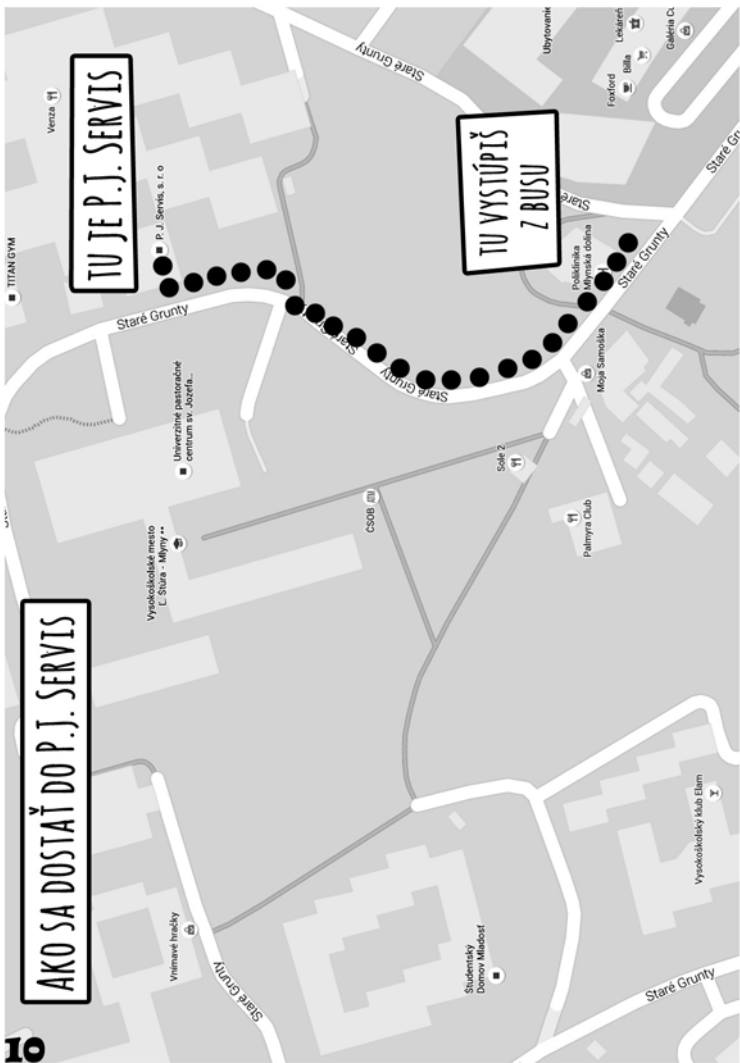 AKO SA DOSTAŤ DO P.J. SERVIS
TU JE P.J. SERVIS
TU VYSTÚPIŠ
Z BUSU
TITAN GYM
Venza
P. J. Servis, s. r. o
Staré Grunty
Univerzitné pastoračné
centrum sv. Jozefa...
Vysokoškolské mesto
Ľ. Štúra - Mlyny **
Staré Grunty
Staré Grunty
Staré
Ubytovanie
Lekáreň
Billa
Foxford
Galéria
Poliklinika
Mlynská dolina
Staré Grunty
Staré
Moja Samoška
Sole 2
ČSOB
Palmyra Club
Vnímavé hračky
Staré Grunty
Študentský
Domov Mladosť
Vysokoškolský klub Elam
Staré Grunty
10